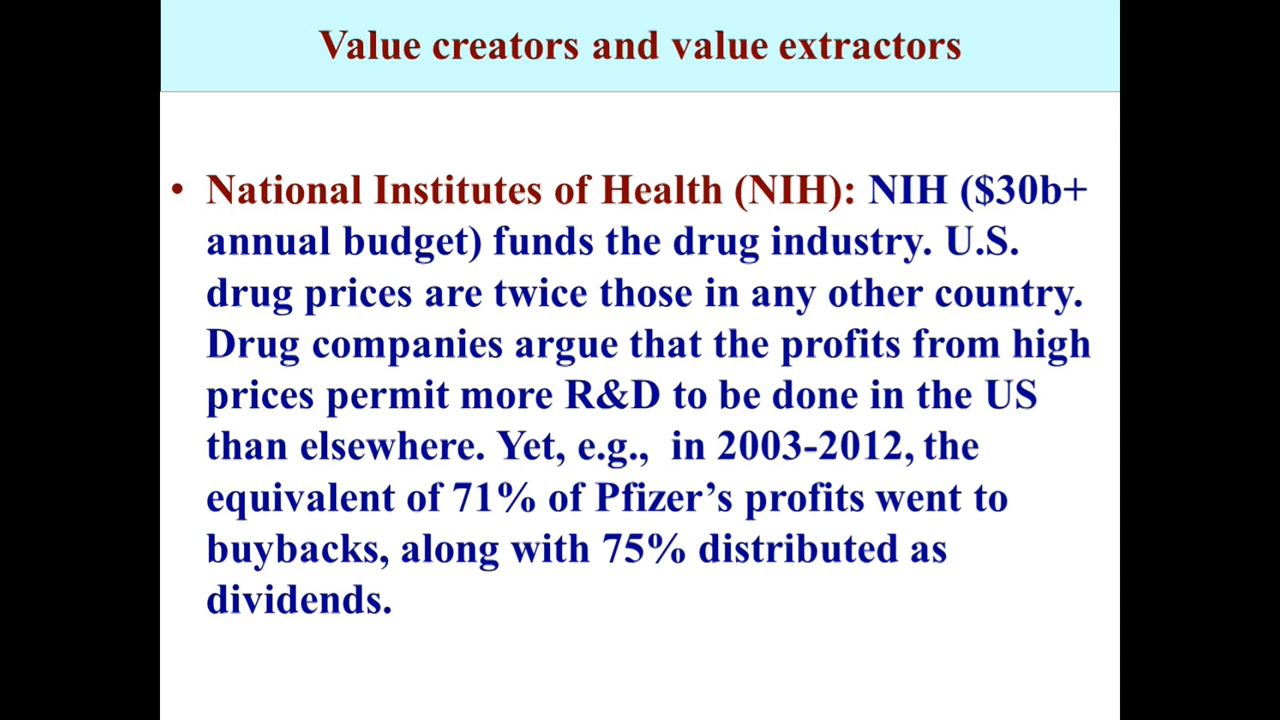 Value creators and value extractors
• National Institutes of Health (NIH): NIH ($30b+
annual budget) funds the drug industry. U.S.
drug prices are twice those in any other country.
Drug companies argue that the profits from high
prices permit more R&D to be done in the US
than elsewhere. Yet, e.g., in 2003-2012, the
equivalent of 71% of Pfizer’s profits went to
buybacks, along with 75% distributed as
dividends.